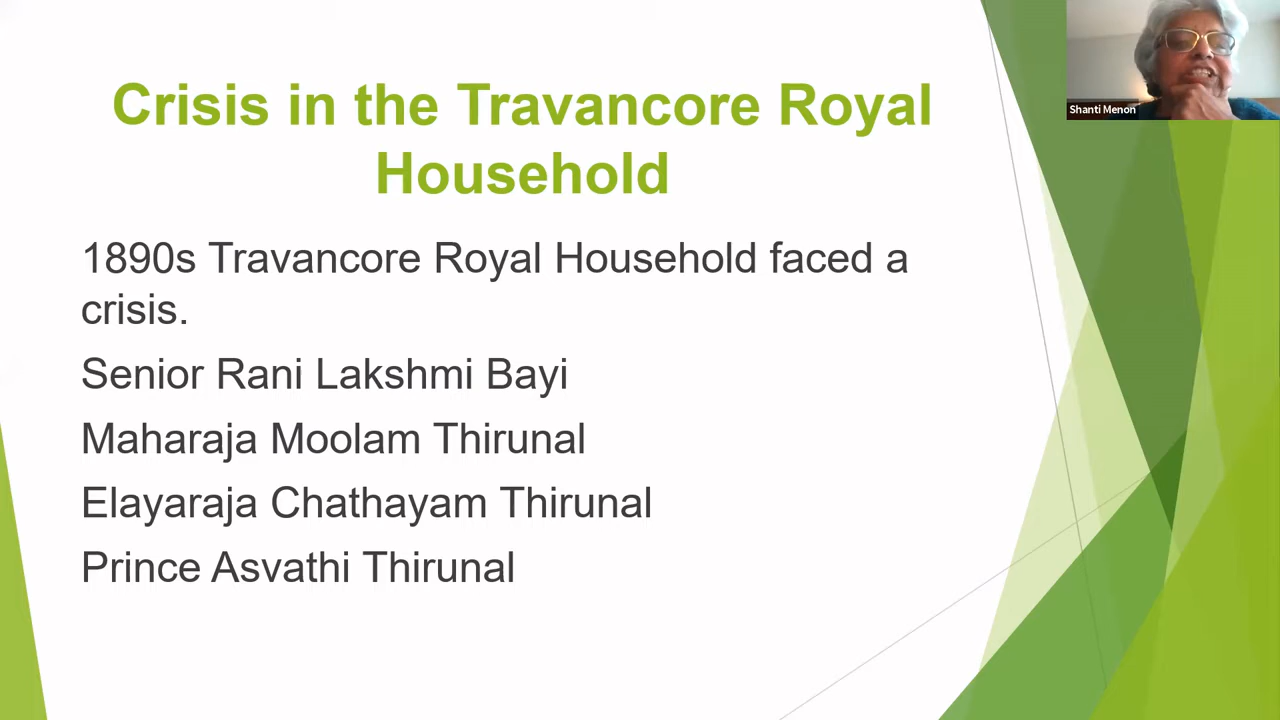 Crisis in the Travancore Royal
Household
Shanti Menon
1890s Travancore Royal Household faced a
crisis.
Senior Rani Lakshmi Bayi
Maharaja Moolam Thirunal
Elayaraja Chathayam Thirunal
Prince Asvathi Thirunal